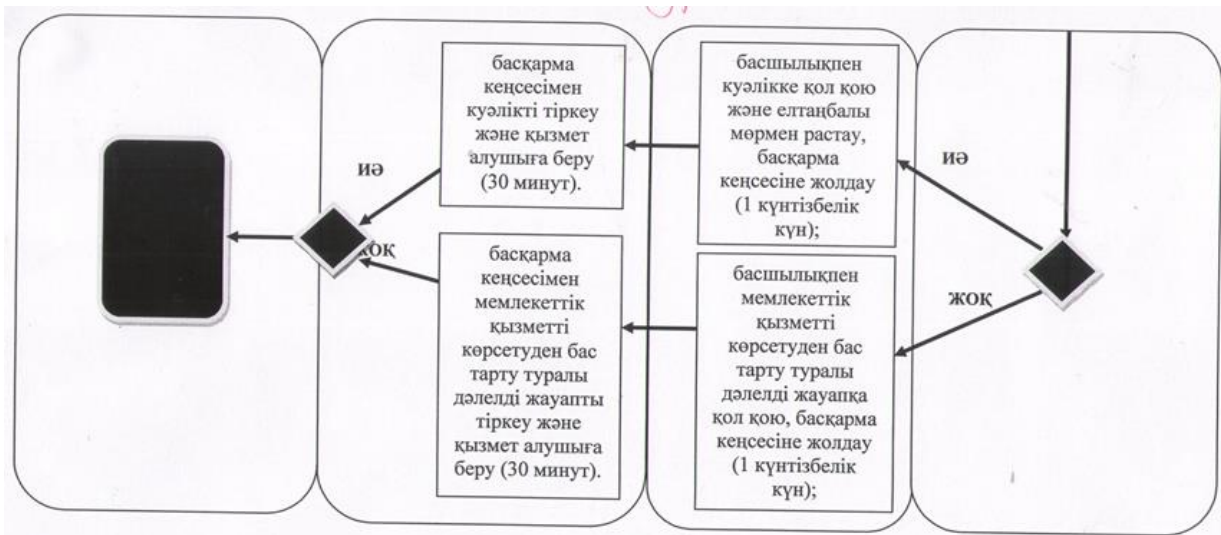 басқарма
кеңсесімен
куәлікті тіркеу
және қызмет
алушыға беру
(30 минут).
басшылықпен
куәлікке қол қою
және елтаңбалы
мөрмен растау,
басқарма
кеңсесіне жолдау
(1 күнтізбелік
күн);
иә
иә
жоқ
басқарма
кеңсесімен
мемлекеттік
қызметті
көрсетуден бас
тарту туралы
дәлелді жауапты
тіркеу және
қызмет алушыға
беру (30 минут).
басшылықпен
мемлекеттік
қызметті
көрсетуден бас
тарту туралы
дәлелді жауапқа
қол қою, басқарма
кеңсесіне жолдау
(1 күнтізбелік
күн);